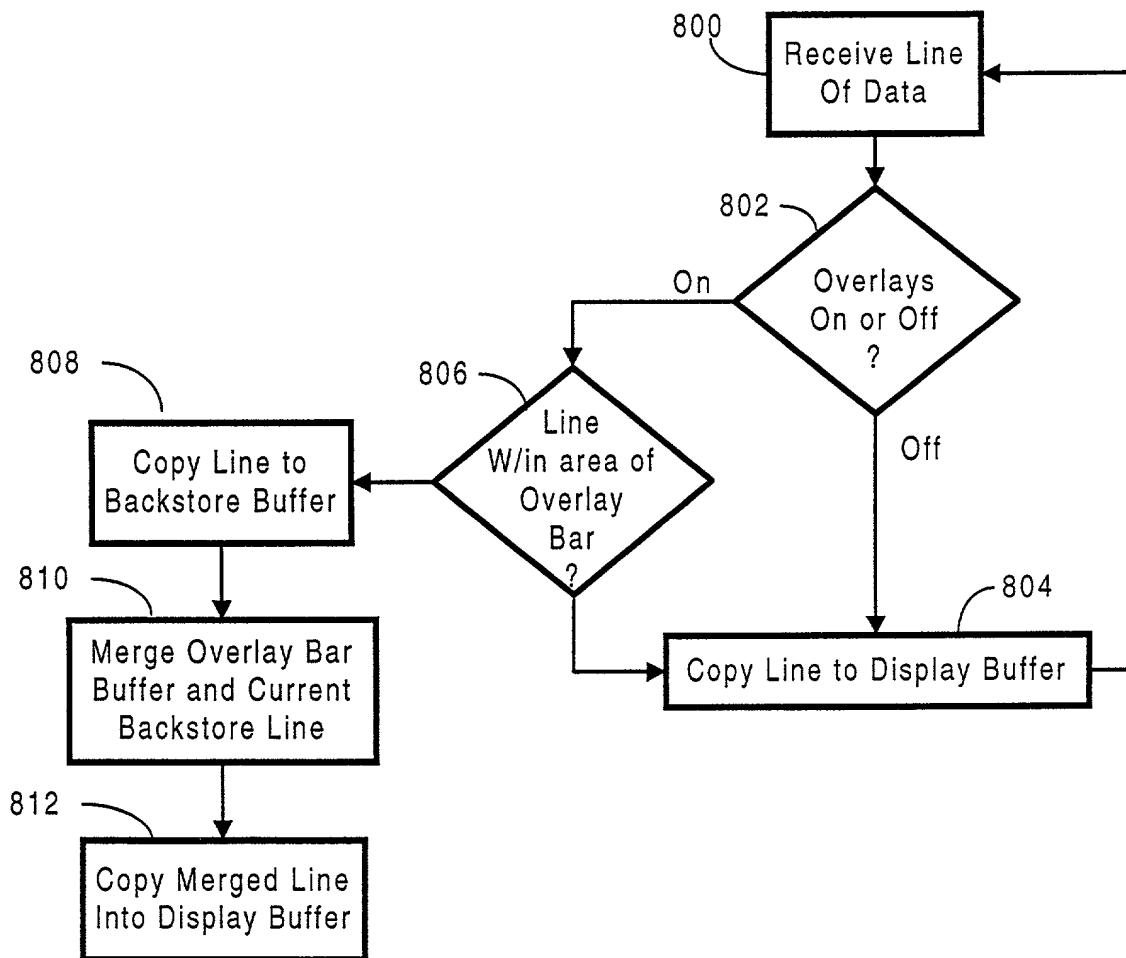 800
Receive Line
Of Data
802
Overlays
On or Off
?
On
Off
806
Line
W/in area of
Overlay
Bar
?
808
Copy Line to
Backstore Buffer
804
Copy Line to Display Buffer
810
Merge Overlay Bar
Buffer and Current
Backstore Line
812
Copy Merged Line
Into Display Buffer